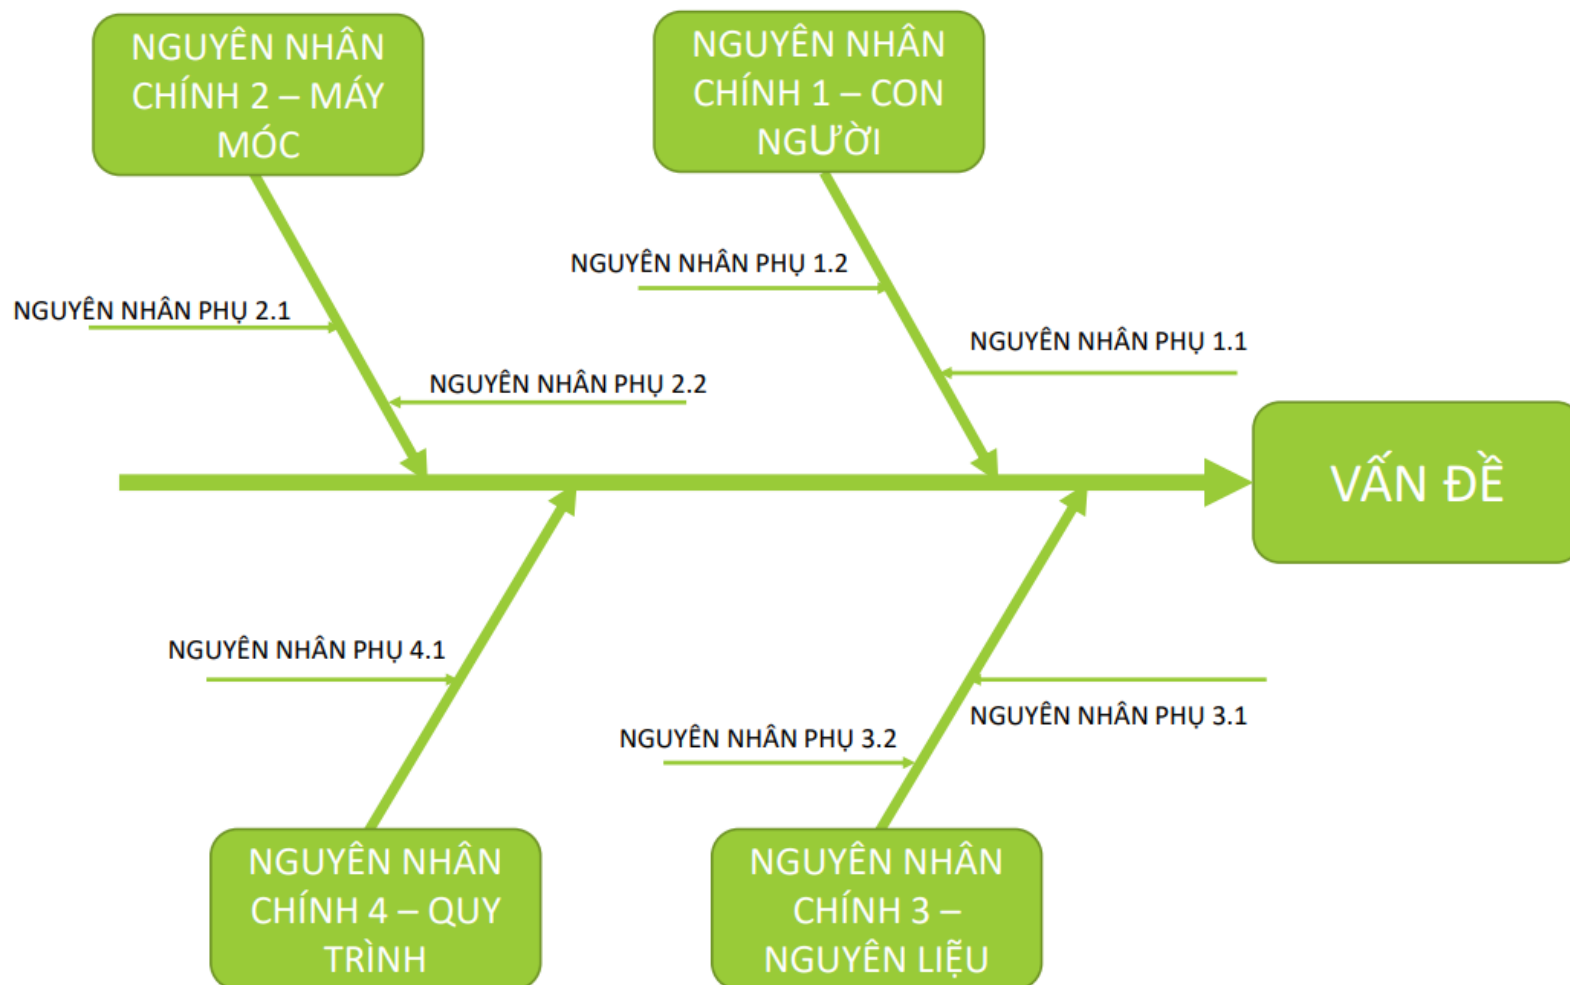 NGUYÊN NHÂN
CHÍNH 2 – MÁY
MÓC
NGUYÊN NHÂN
CHÍNH 1 – CON
NGƯỜI
NGUYÊN NHÂN PHỤ 1.2
NGUYÊN NHÂN PHỤ 2.1
NGUYÊN NHÂN PHỤ 1.1
NGUYÊN NHÂN PHỤ 2.2
VẤN ĐỀ
NGUYÊN NHÂN PHỤ 4.1
NGUYÊN NHÂN PHỤ 3.1
NGUYÊN NHÂN PHỤ 3.2
NGUYÊN NHÂN
CHÍNH 4 – QUY
TRÌNH
NGUYÊN NHÂN
CHÍNH 3 –
NGUYÊN LIỆU